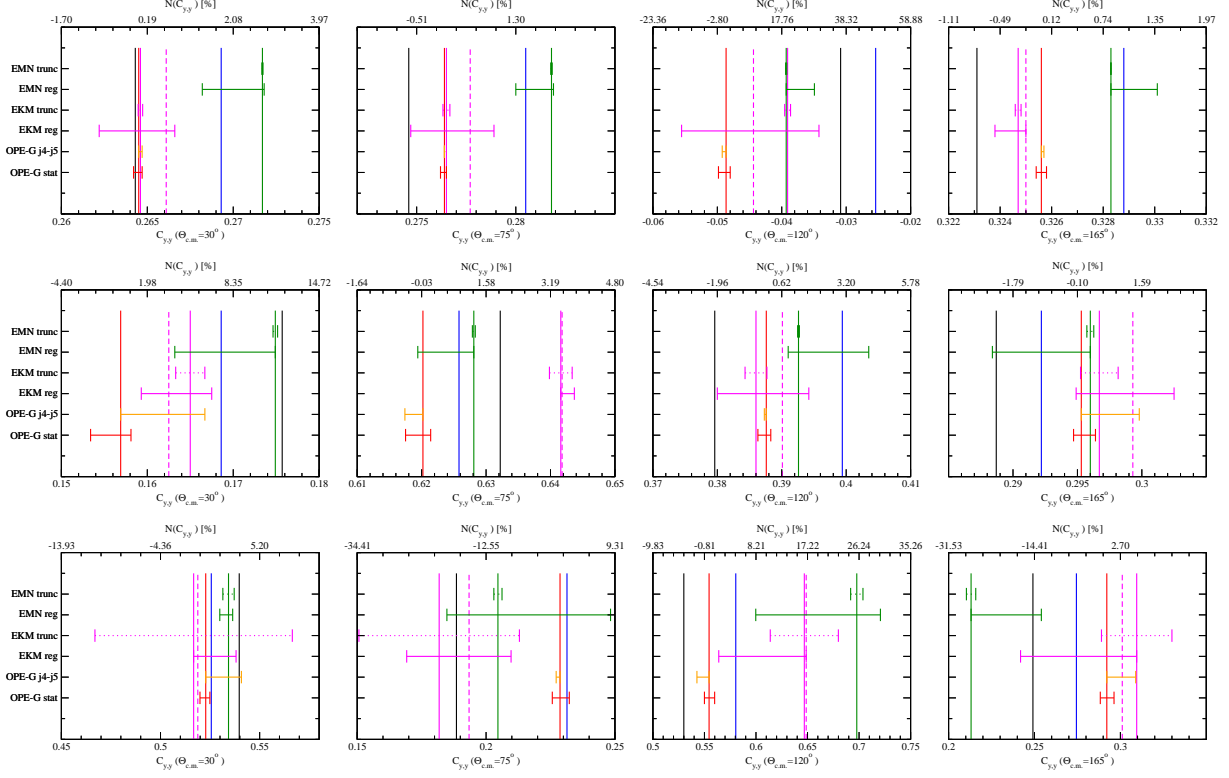 N(C_{y,y}) [%] N(C_{y,y}) [%] N(C_{y,y}) [%] N(C_{y,y}) [%]
-1.70 0.19 2.08 3.97 -0.51 1.30 -23.36 -2.80 17.76 38.32 58.88 -1.11 -0.49 0.12 0.74 1.35 1.97
EMN trunc
EMN reg
EKM trunc
EKM reg
OPE-G j4-j5
OPE-G stat
0.26 0.265 0.27 0.275 0.275 0.28 -0.06 -0.05 -0.04 -0.03 -0.02 0.322 0.324 0.326 0.328 0.33 0.332
C_{y,y} (Θ_{c.m.}=30°) C_{y,y} (Θ_{c.m.}=75°) C_{y,y} (Θ_{c.m.}=120°) C_{y,y} (Θ_{c.m.}=165°)
N(C_{y,y}) [%] N(C_{y,y}) [%] N(C_{y,y}) [%] N(C_{y,y}) [%]
-4.40 1.98 8.35 14.72 -1.64 -0.03 1.58 3.19 4.80 -4.54 -1.96 0.62 3.20 5.78 -1.79 -0.10 1.59
EMN trunc
EMN reg
EKM trunc
EKM reg
OPE-G j4-j5
OPE-G stat
0.15 0.16 0.17 0.18 0.61 0.62 0.63 0.64 0.65 0.37 0.38 0.39 0.4 0.41 0.29 0.295 0.3
C_{y,y} (Θ_{c.m.}=30°) C_{y,y} (Θ_{c.m.}=75°) C_{y,y} (Θ_{c.m.}=120°) C_{y,y} (Θ_{c.m.}=165°)
N(C_{y,y}) [%] N(C_{y,y}) [%] N(C_{y,y}) [%] N(C_{y,y}) [%]
-13.93 -4.36 5.20 -34.41 -12.55 9.31 -9.83 -0.81 8.21 17.22 26.24 35.26 -31.53 -14.41 2.70
EMN trunc
EMN reg
EKM trunc
EKM reg
OPE-G j4-j5
OPE-G stat
0.45 0.5 0.55 0.15 0.2 0.25 0.5 0.55 0.6 0.65 0.7 0.75 0.2 0.25 0.3
C_{y,y} (Θ_{c.m.}=30°) C_{y,y} (Θ_{c.m.}=75°) C_{y,y} (Θ_{c.m.}=120°) C_{y,y} (Θ_{c.m.}=165°)